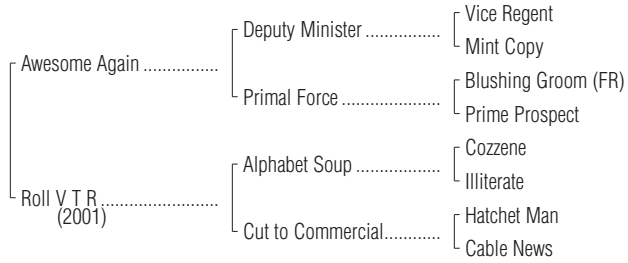 Vice Regent
Deputy Minister ................
Mint Copy
Awesome Again ................
Blushing Groom (FR)
Primal Force .....................
Prime Prospect
Cozzene
Alphabet Soup ..................
Illiterate
Roll V T R.........................
(2001)
Hatchet Man
Cut to Commercial............
Cable News